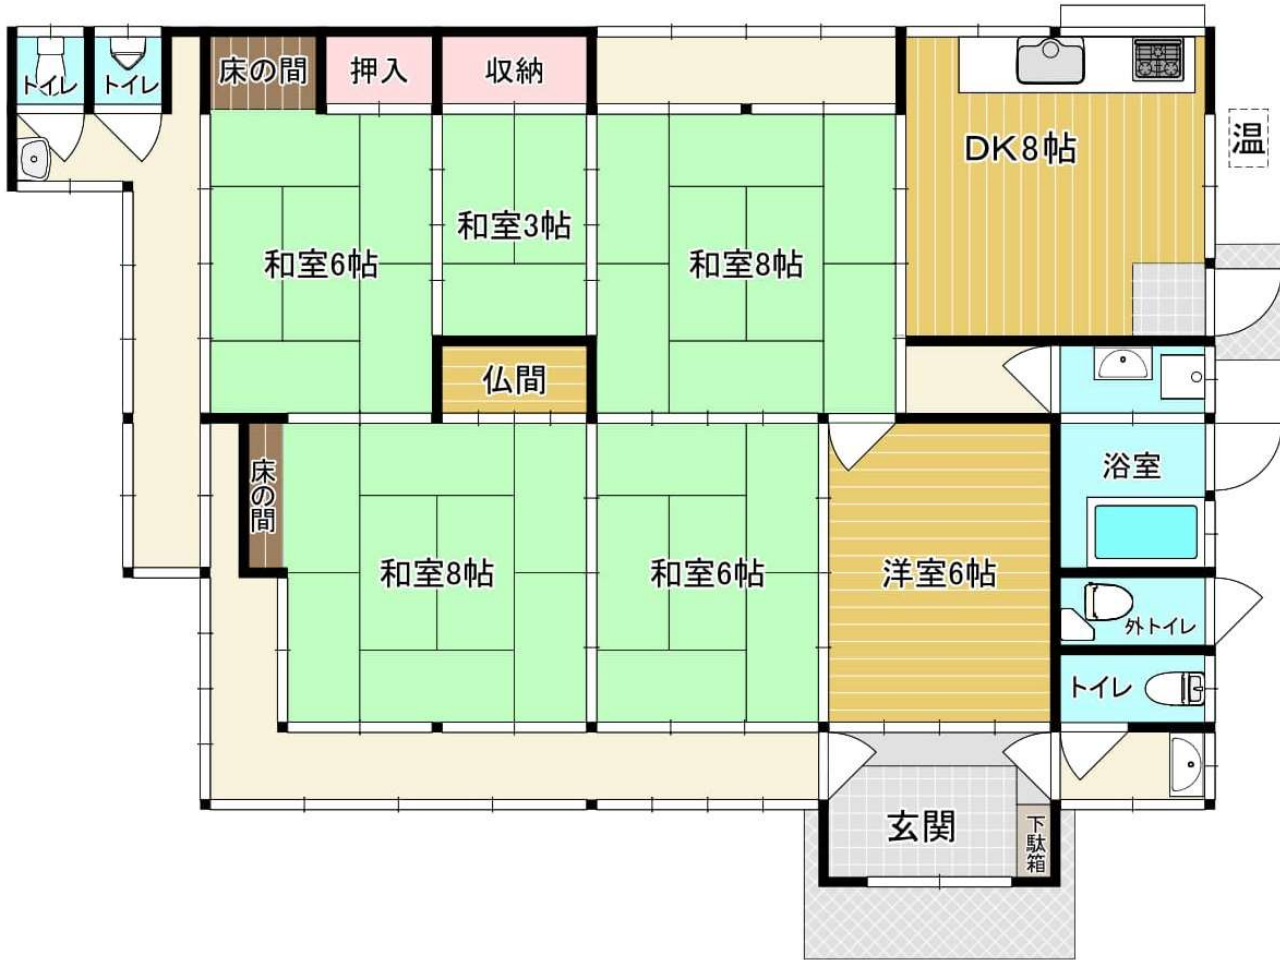 トイレ
トイレ
床の間
押入
収納
DK8帖
温
和室6帖
和室3帖
和室8帖
仏間
床の間
和室8帖
和室6帖
洋室6帖
浴室
外トイレ
トイレ
玄関
下駄箱